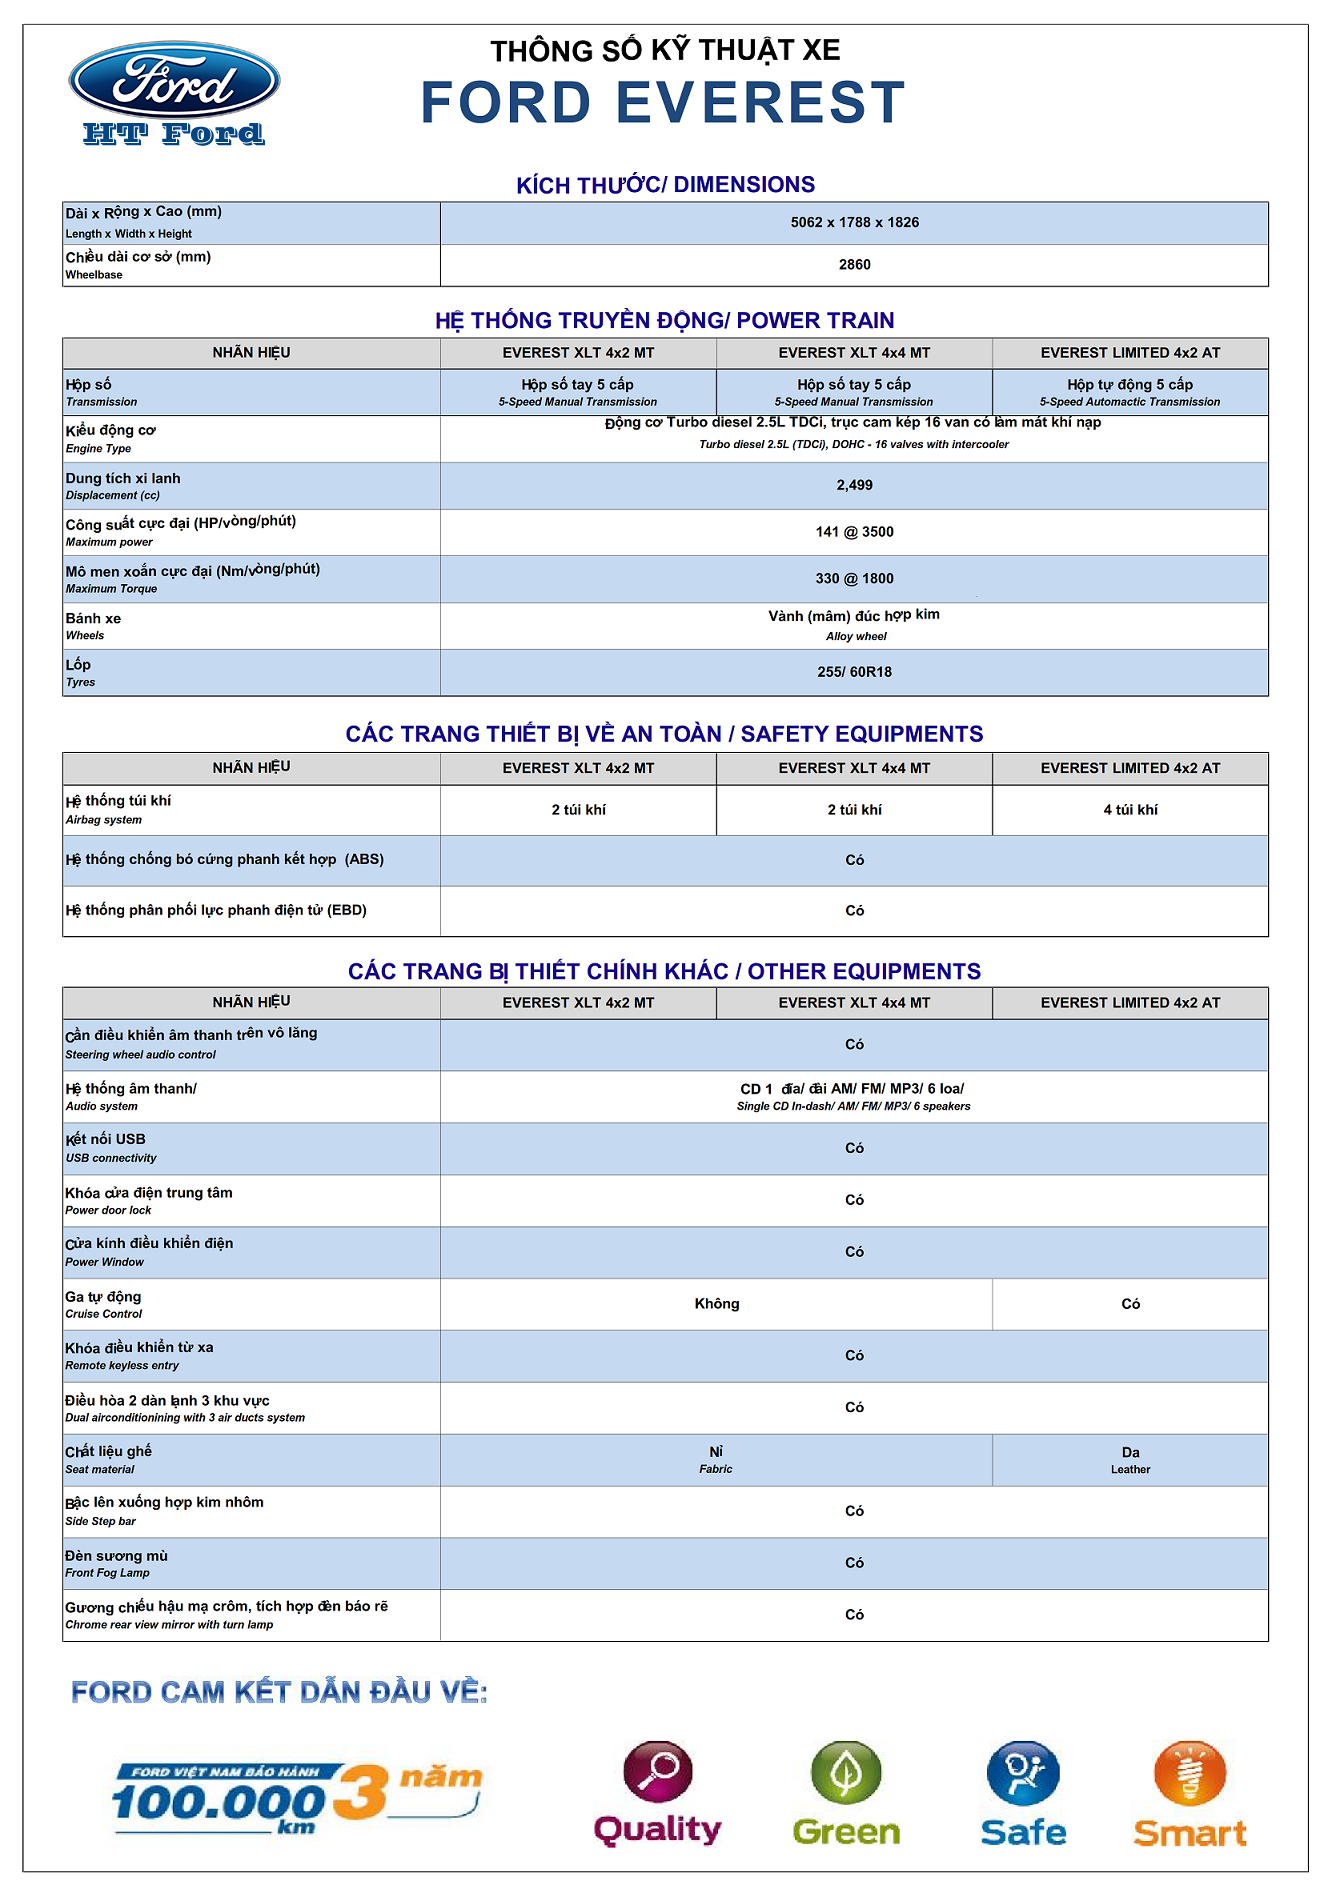 Ford
HT Ford
THÔNG SỐ KỸ THUẬT XE
FORD EVEREST
KÍCH THƯỚC/ DIMENSIONS
Dài x Rộng x Cao (mm)
Length x Width x Height
5062 x 1788 x 1826
Chiều dài cơ sở (mm)
Wheelbase
2860
HỆ THỐNG TRUYỀN ĐỘNG/ POWER TRAIN
NHÃN HIỆU EVEREST XLT 4x2 MT EVEREST XLT 4x4 MT EVEREST LIMITED 4x2 AT
Hộp số Hộp số tay 5 cấp Hộp số tay 5 cấp Hộp tự động 5 cấp
Transmission 5-Speed Manual Transmission 5-Speed Manual Transmission 5-Speed Automactic Transmission
Kiểu động cơ Động cơ Turbo diesel 2.5L TDCi, trục cam kép 16 van có làm mát khí nạp
Engine Type Turbo diesel 2.5L (TDCi), DOHC - 16 valves with intercooler
Dung tích xi lanh
Displacement (cc)
2,499
Công suất cực đại (HP/vòng/phút)
Maximum power
141 @ 3500
Mô men xoắn cực đại (Nm/vòng/phút)
Maximum Torque
330 @ 1800
Bánh xe Vành (mâm) đúc hợp kim
Wheels Alloy wheel
Lốp
Tyres
255/ 60R18
CÁC TRANG THIẾT BỊ VỀ AN TOÀN / SAFETY EQUIPMENTS
NHÃN HIỆU EVEREST XLT 4x2 MT EVEREST XLT 4x4 MT EVEREST LIMITED 4x2 AT
Hệ thống túi khí
Airbag system
2 túi khí 2 túi khí 4 túi khí
Hệ thống chống bó cứng phanh kết hợp (ABS) Có
Hệ thống phân phối lực phanh điện tử (EBD) Có
CÁC TRANG BỊ THIẾT CHÍNH KHÁC / OTHER EQUIPMENTS
NHÃN HIỆU EVEREST XLT 4x2 MT EVEREST XLT 4x4 MT EVEREST LIMITED 4x2 AT
Cần điều khiển âm thanh trên vô lăng
Steering wheel audio control
Có
Hệ thống âm thanh/ CD 1 đĩa/ đài AM/ FM/ MP3/ 6 loa/
Audio system Single CD In-dash/ AM/ FM/ MP3/ 6 speakers
Kết nối USB
USB connectivity
Có
Khóa cửa điện trung tâm
Power door lock
Có
Cửa kính điều khiển điện
Power Window
Có
Ga tự động
Cruise Control
Không Có
Khóa điều khiển từ xa
Remote keyless entry
Có
Điều hòa 2 dàn lạnh 3 khu vực
Dual airconditionining with 3 air ducts system
Có
Chất liệu ghế Nỉ Da
Seat material Fabric Leather
Bậc lên xuống hợp kim nhôm
Side Step bar
Có
Đèn sương mù
Front Fog Lamp
Có
Gương chiếu hậu mạ crôm, tích hợp đèn báo rẽ
Chrome rear view mirror with turn lamp
Có
FORD CAM KẾT DẪN ĐẦU VỀ:
FORD VIỆT NAM BẢO HÀNH
100.000 km 3 năm
Quality Green Safe Smart